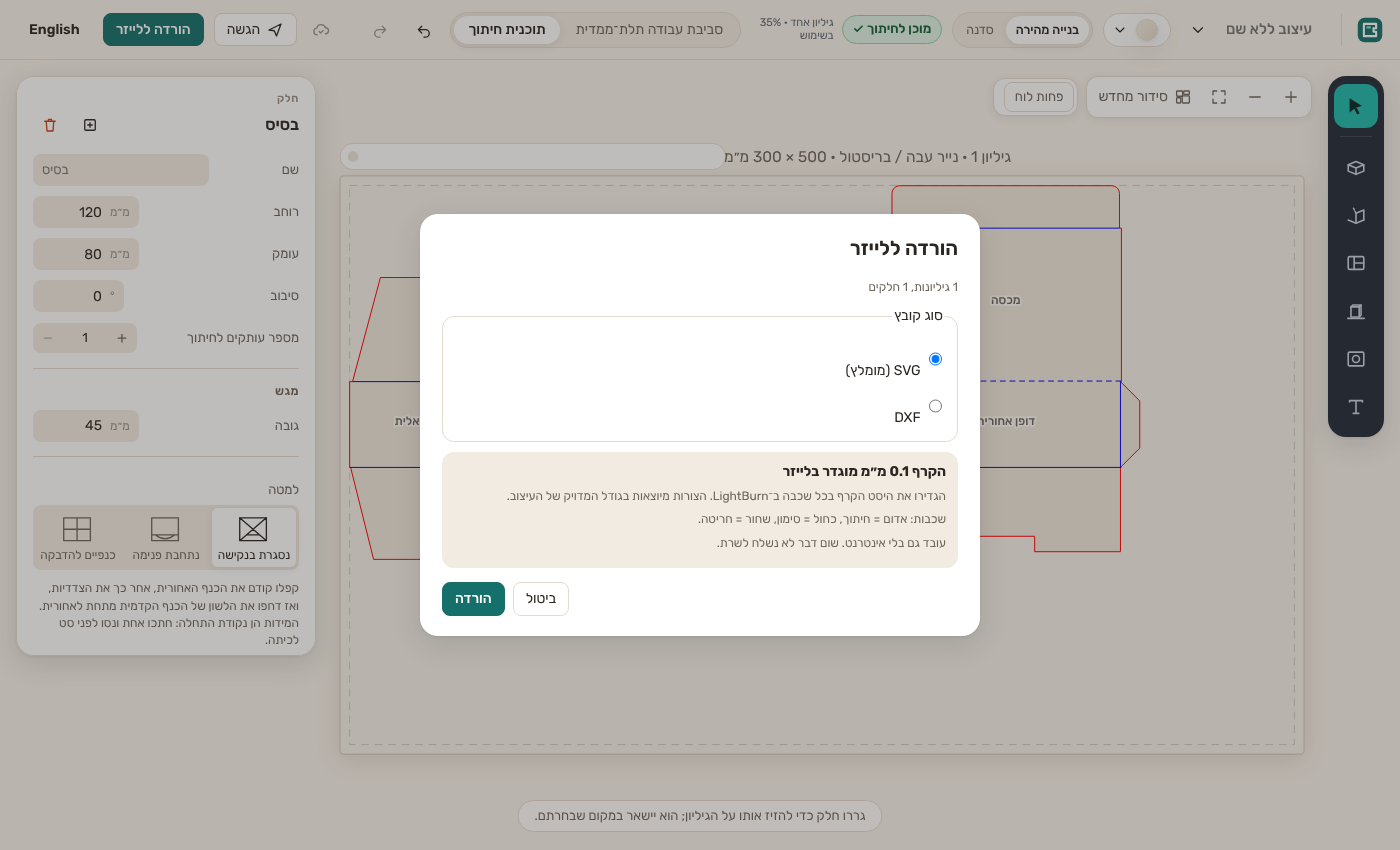 עיצוב ללא שם
בנייה מהירה
סדנה
מוכן לחיתוך
גיליון אחד • 35%
בשימוש
סביבת עבודה תלת־ממדית
תוכנית חיתוך
הגשה
הורדה ללייזר
English
סידור מחדש
פחות לוח
גיליון 1 • נייר עבה / בריסטול • 500 × 300 מ״מ
מכסה
דופן אחורית
חלק
בסיס
שם
בסיס
רוחב
120 מ״מ
עומק
80 מ״מ
סיבוב
0 °
מספר עותקים לחיתוך
+ 1 −
מגש
גובה
45 מ״מ
למטה
נסגרת בנקישה
נתחבת פנימה
כנפיים להדבקה
קפלו קודם את הכנף האחורית, אחר כך את הצדדיות,
ואז דחפו את הלשון של הכנף הקדמית מתחת לאחורית.
המידות הן נקודת התחלה: חתכו אחת ונסו לפני סט
לכיתה.
הורדה ללייזר
1 גיליונות, 1 חלקים
סוג קובץ
SVG (מומלץ)
DXF
הקרף 0.1 מ״מ מוגדר בלייזר
הגדירו את היסט הקרף בכל שכבה ב־LightBurn. הצורות מיוצאות בגודל המדויק של העיצוב.
שכבות: אדום = חיתוך, כחול = סימון, שחור = חריטה.
עובד גם בלי אינטרנט. שום דבר לא נשלח לשרת.
ביטול
הורדה
גררו חלק כדי להזיז אותו על הגיליון; הוא יישאר במקום שבחרתם.